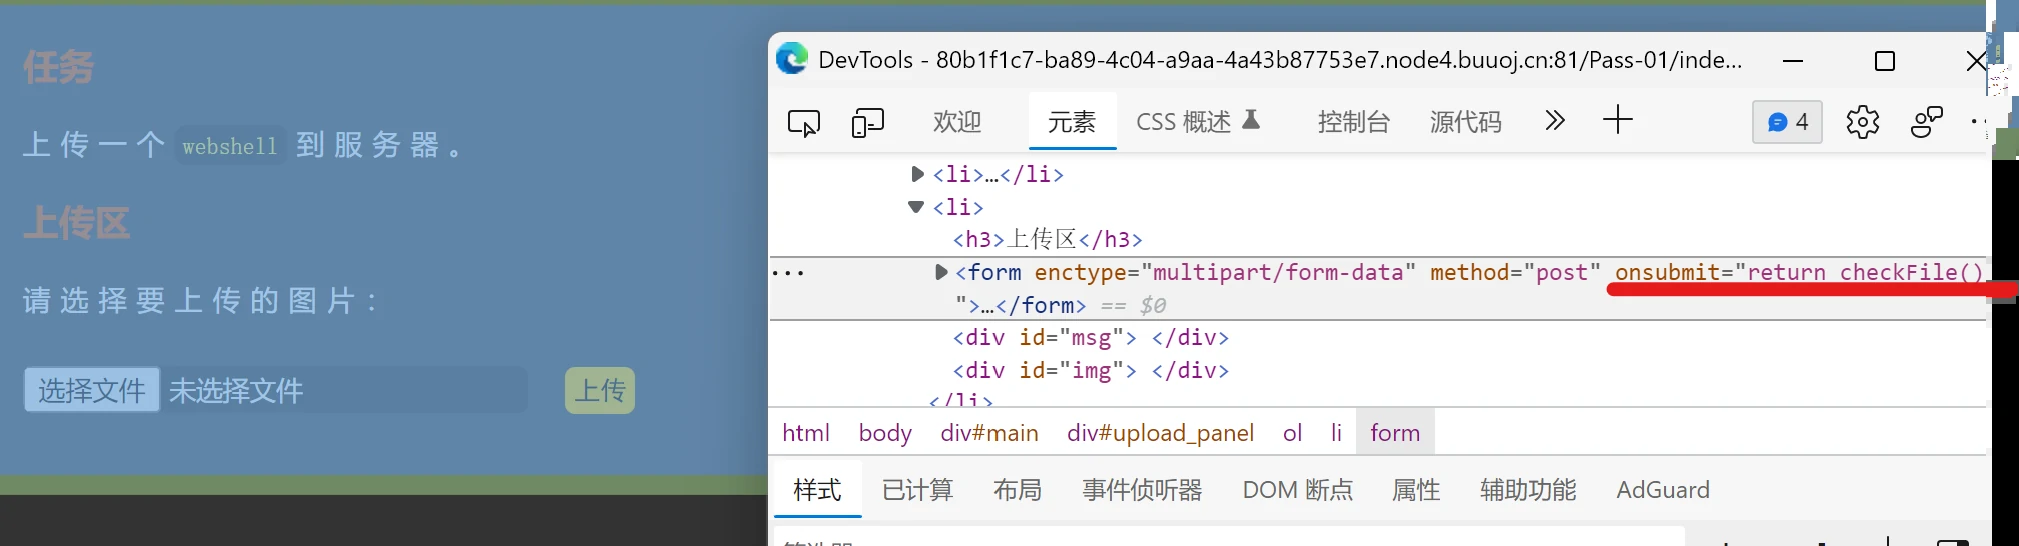 任务
上传一个 webshell 到服务器。
上传区
请选择要上传的图片：
选择文件 未选择文件 上传
DevTools - 80b1f1c7-ba89-4c04-a9aa-4a43b87753e7.node4.buuoj.cn:81/Pass-01/inde...
欢迎 元素 CSS 概述 控制台 源代码 4
<li>…</li>
<li>
<h3>上传区</h3>
<form enctype="multipart/form-data" method="post" onsubmit="return checkFile()
">…</form> == $0
<div id="msg"> </div>
<div id="img"> </div>
</li>
html body div#main div#upload_panel ol li form
样式 已计算 布局 事件侦听器 DOM 断点 属性 辅助功能 AdGuard